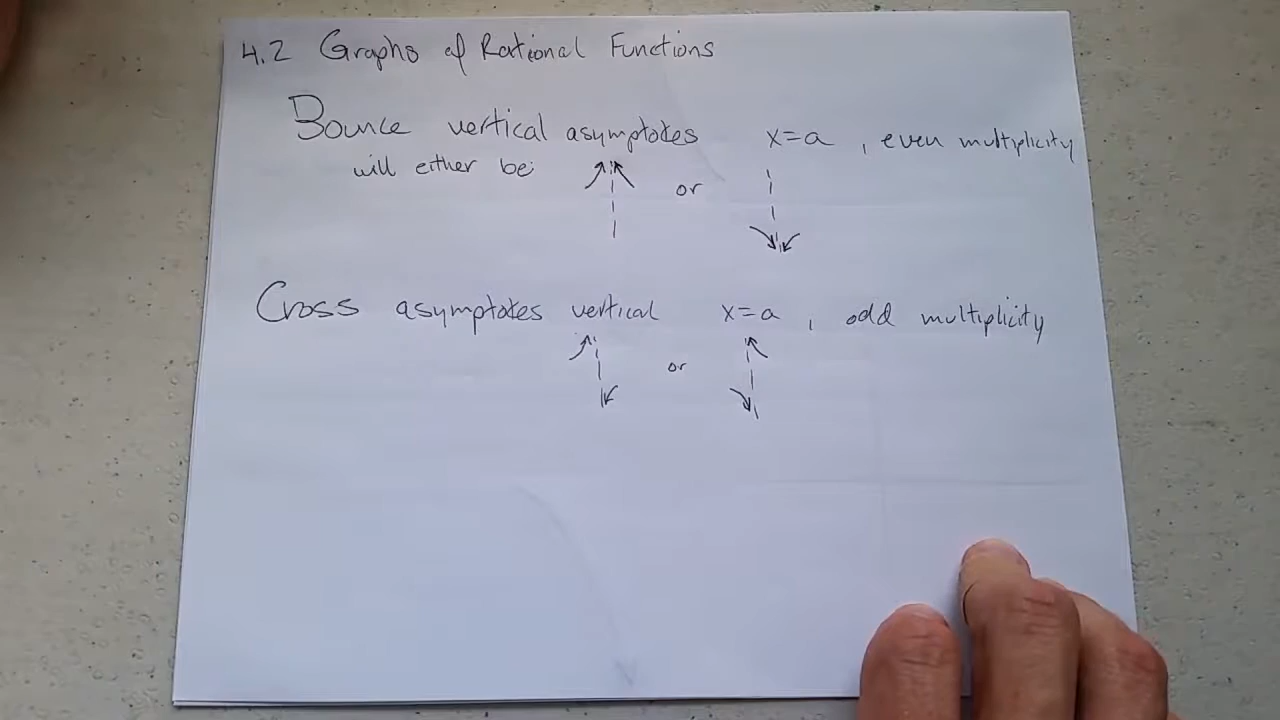 4.2 Graphs of Rational Functions
Bounce vertical asymptotes x=a , even multiplicity
will either be:
or
Cross asymptotes vertical x=a , odd multiplicity
or